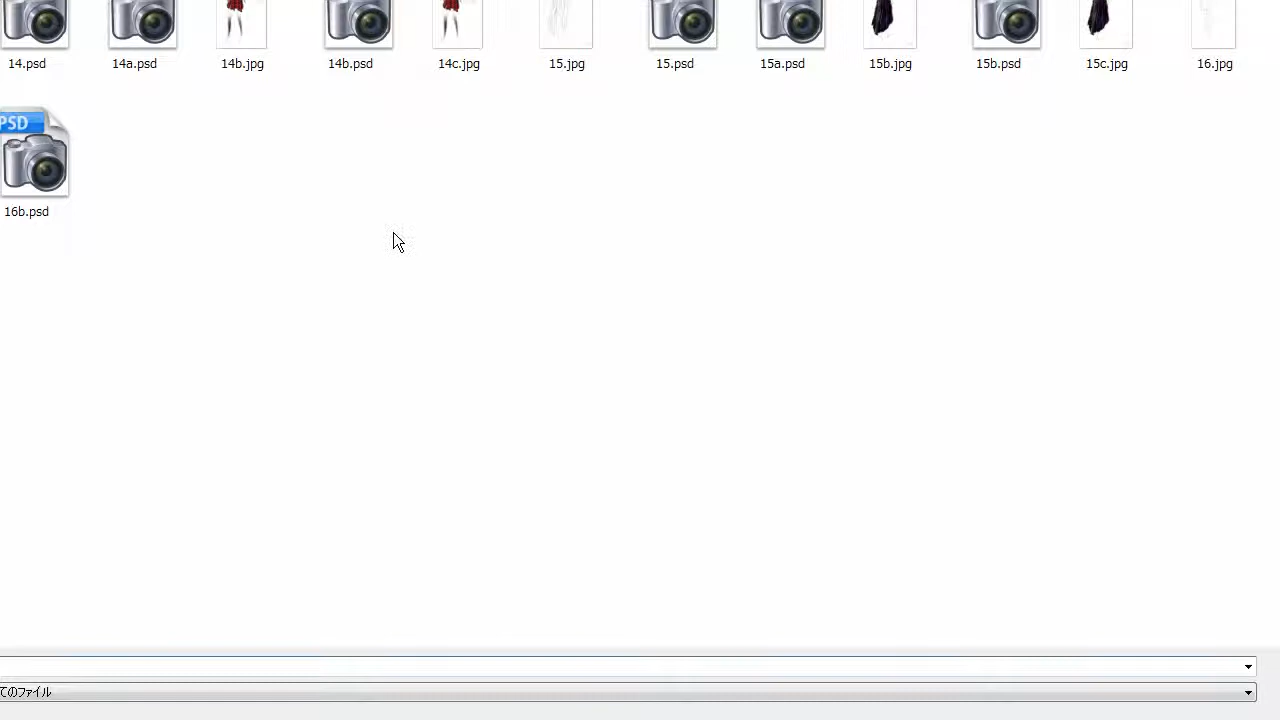 14.psd 14a.psd 14b.jpg 14b.psd 14c.jpg 15.jpg 15.psd 15a.psd 15b.jpg 15b.psd 15c.jpg 16.jpg
PSD
16b.psd
てのファイル